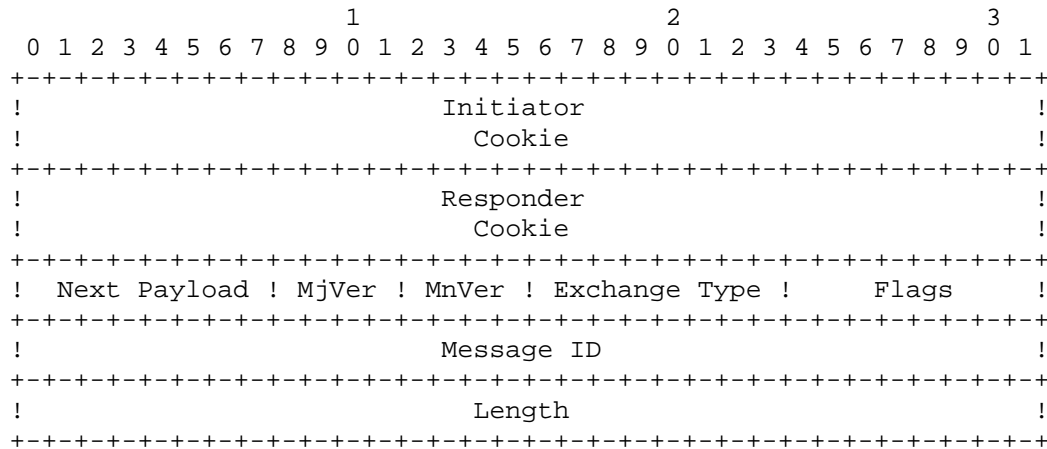 1                   2                   3
 0 1 2 3 4 5 6 7 8 9 0 1 2 3 4 5 6 7 8 9 0 1 2 3 4 5 6 7 8 9 0 1
+-+-+-+-+-+-+-+-+-+-+-+-+-+-+-+-+-+-+-+-+-+-+-+-+-+-+-+-+-+-+-+-+
!                          Initiator                            !
!                            Cookie                             !
+-+-+-+-+-+-+-+-+-+-+-+-+-+-+-+-+-+-+-+-+-+-+-+-+-+-+-+-+-+-+-+-+
!                          Responder                            !
!                            Cookie                             !
+-+-+-+-+-+-+-+-+-+-+-+-+-+-+-+-+-+-+-+-+-+-+-+-+-+-+-+-+-+-+-+-+
!  Next Payload ! MjVer ! MnVer ! Exchange Type !     Flags     !
+-+-+-+-+-+-+-+-+-+-+-+-+-+-+-+-+-+-+-+-+-+-+-+-+-+-+-+-+-+-+-+-+
!                          Message ID                           !
+-+-+-+-+-+-+-+-+-+-+-+-+-+-+-+-+-+-+-+-+-+-+-+-+-+-+-+-+-+-+-+-+
!                            Length                             !
+-+-+-+-+-+-+-+-+-+-+-+-+-+-+-+-+-+-+-+-+-+-+-+-+-+-+-+-+-+-+-+-+